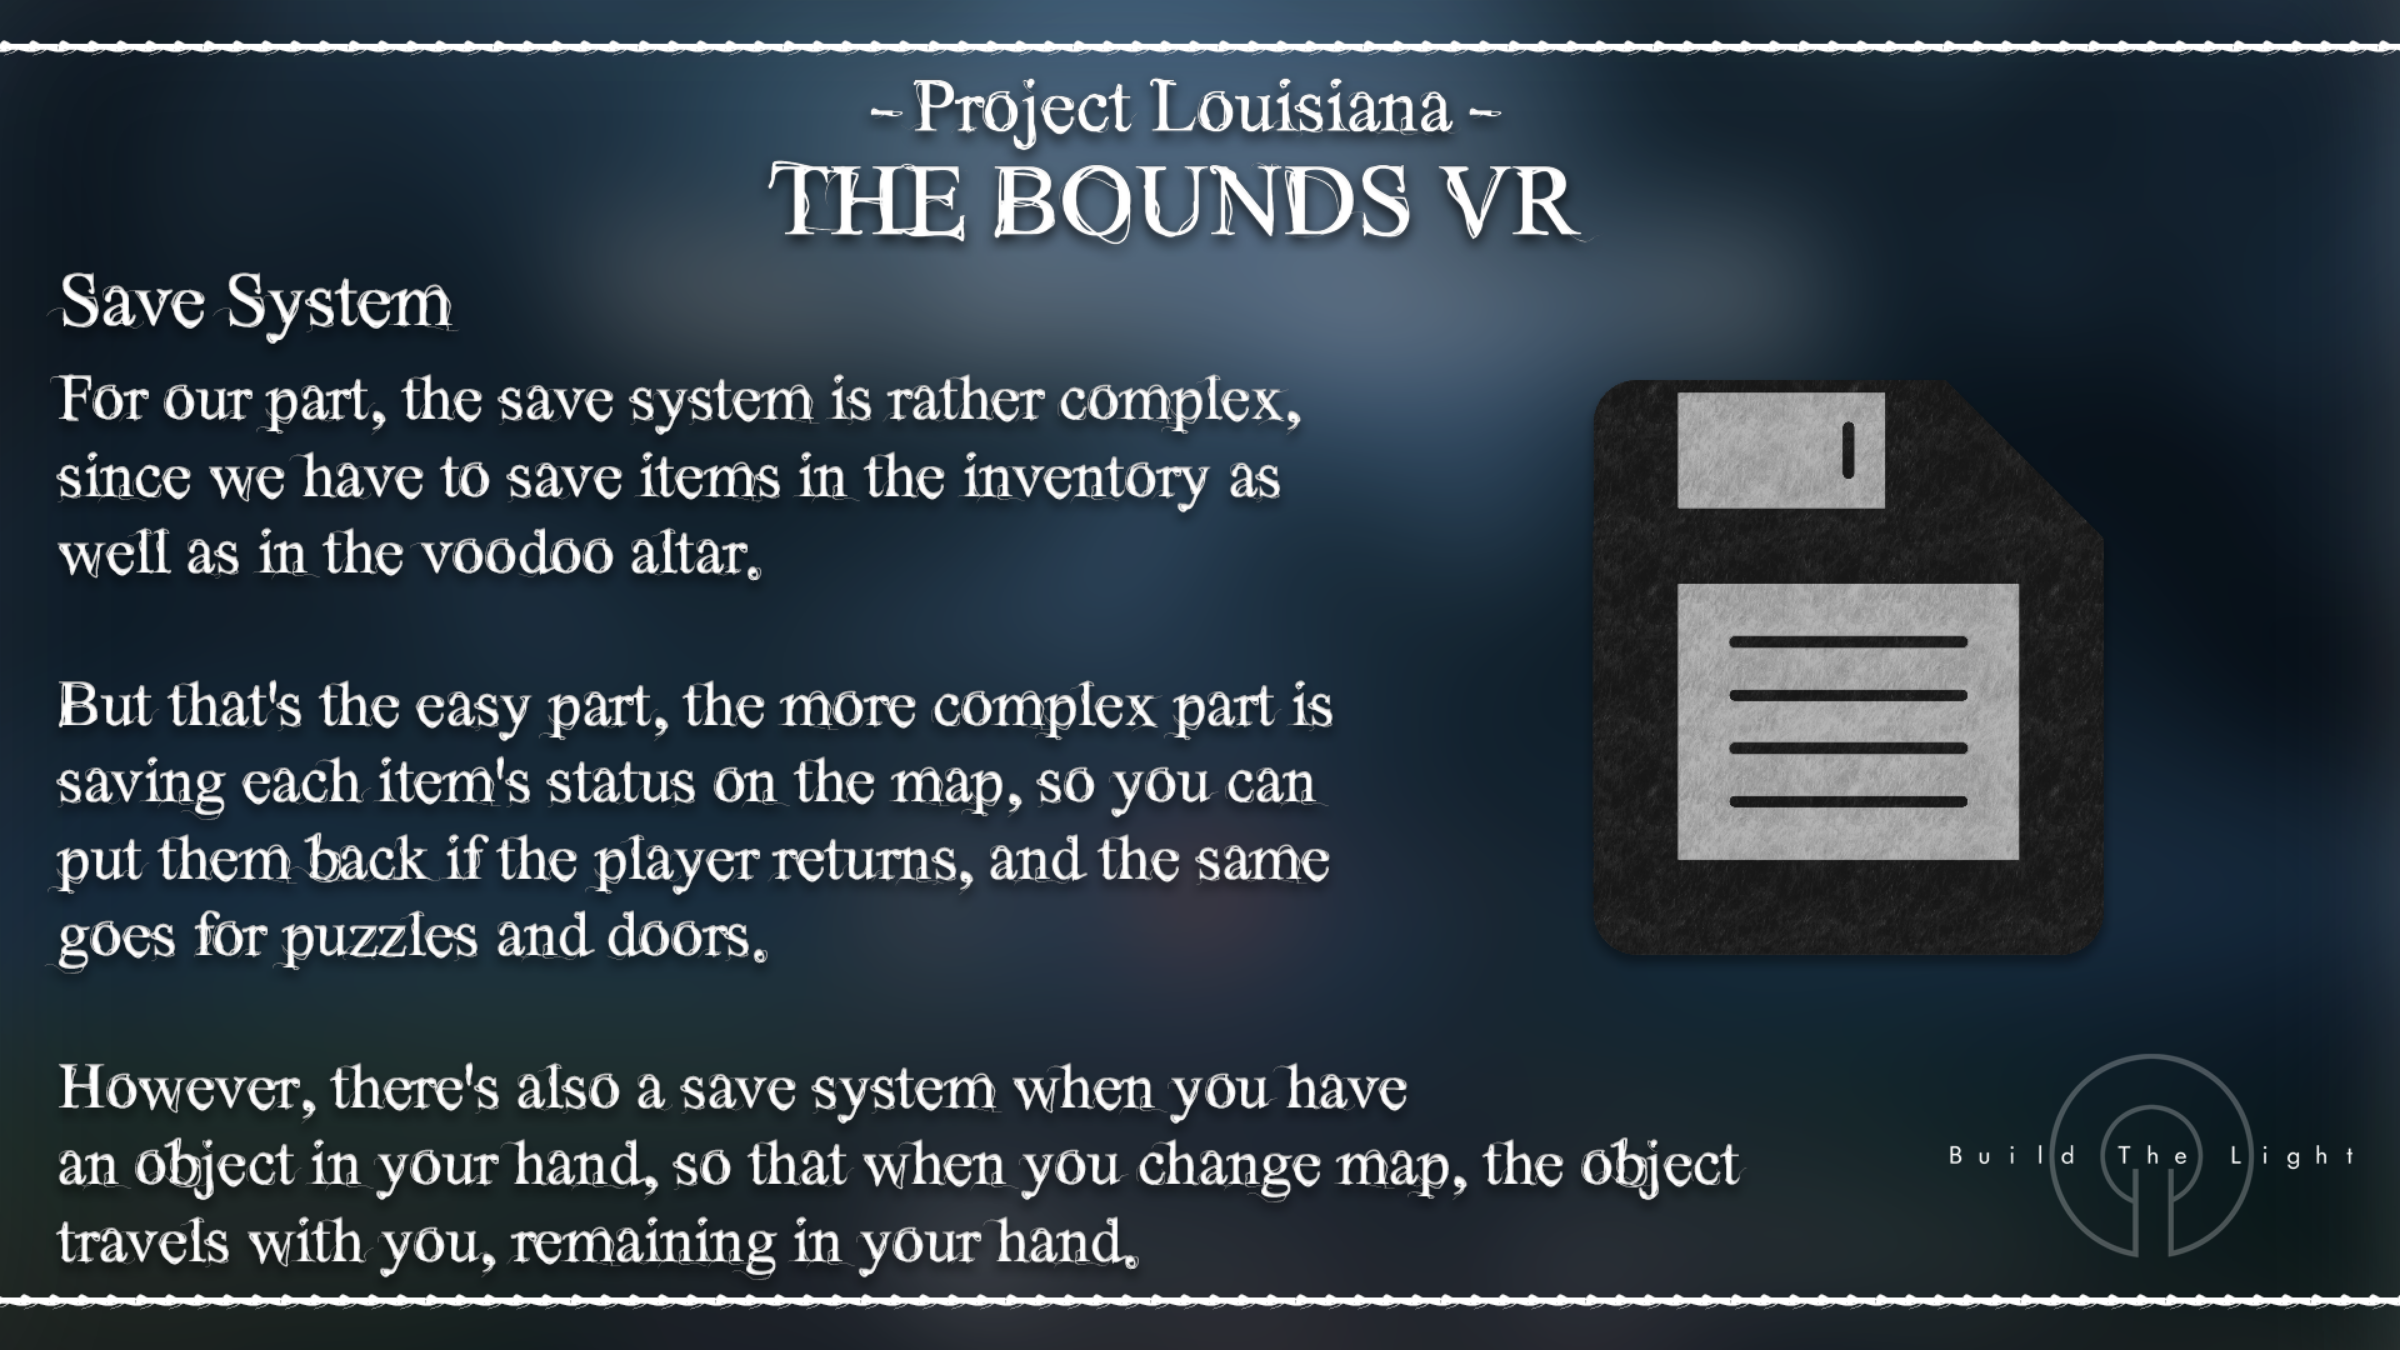 - Project Louisiana -
THE BOUNDS VR
Save System
For our part, the save system is rather complex,
since we have to save items in the inventory as
well as in the voodoo altar.
But that's the easy part, the more complex part is
saving each item's status on the map, so you can
put them back if the player returns, and the same
goes for puzzles and doors.
However, there's also a save system when you have
an object in your hand, so that when you change map, the object
travels with you, remaining in your hand.
Build The Light